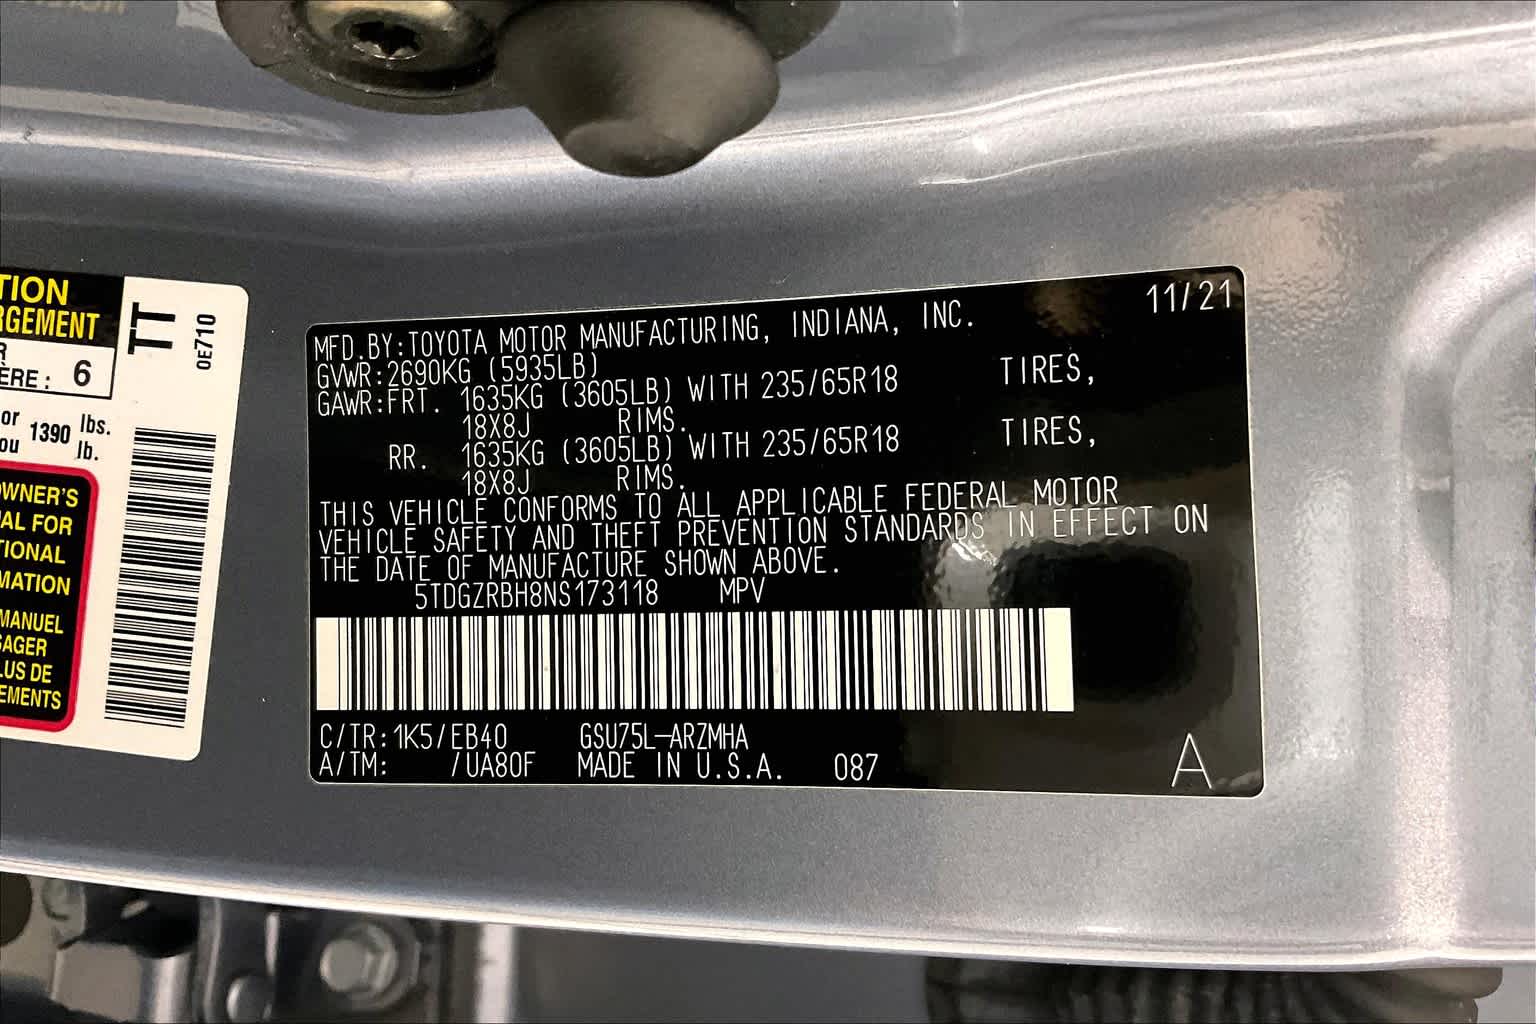 TION
RGEMENT
R
ÈRE: 6
or 1390 lbs.
ou lb.
OWNER'S
AL FOR
TIONAL
MATION
MANUEL
SAGER
LUS DE
EMENTS
TT
0E710
11/21
MFD.BY:TOYOTA MOTOR MANUFACTURING, INDIANA, INC.
GVWR:2690KG (5935LB)
GAWR:FRT. 1635KG (3605LB) WITH 235/65R18 TIRES,
18X8J RIMS.
RR. 1635KG (3605LB) WITH 235/65R18 TIRES,
18X8J RIMS.
THIS VEHICLE CONFORMS TO ALL APPLICABLE FEDERAL MOTOR
VEHICLE SAFETY AND THEFT PREVENTION STANDARDS IN EFFECT ON
THE DATE OF MANUFACTURE SHOWN ABOVE.
5TDGZRBH8NS173118 MPV
C/TR:1K5/EB40 GSU75L-ARZMHA
A/TM: /UA80F MADE IN U.S.A. 087
A